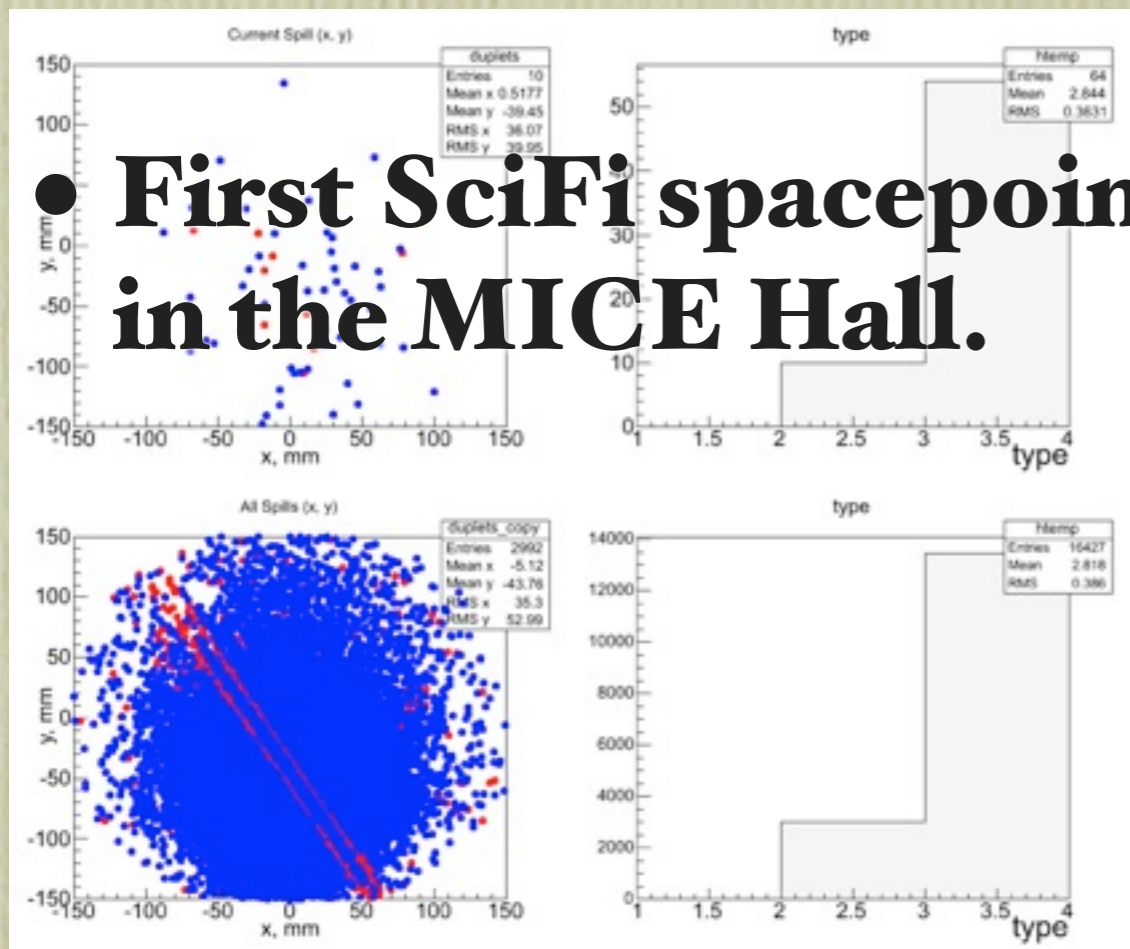 Current Spill (x, y)
duplets
Entries 10
Mean x 0.5177
Mean y -39.45
RMS x 36.07
RMS y 39.95
150
100
0
-50
-100
-150
y, mm
-150 -100 -50 0 50 100 150
x, mm
type
htemp
Entries 64
Mean 2.844
RMS 0.3631
50
40
30
20
10
0
1 1.5 2 2.5 3 3.5 4
type
• First SciFi spacepoin
in the MICE Hall.
All Spills (x, y)
duplets_copy
Entries 2992
Mean x -5.12
Mean y -43.76
RMS x 35.3
RMS y 52.99
150
100
50
0
-50
-100
-150
y, mm
-150 -100 -50 0 50 100 150
x, mm
type
htemp
Entries 16427
Mean 2.818
RMS 0.386
14000
12000
10000
8000
6000
4000
2000
0
1 2 2.5 3 3.5 4
type